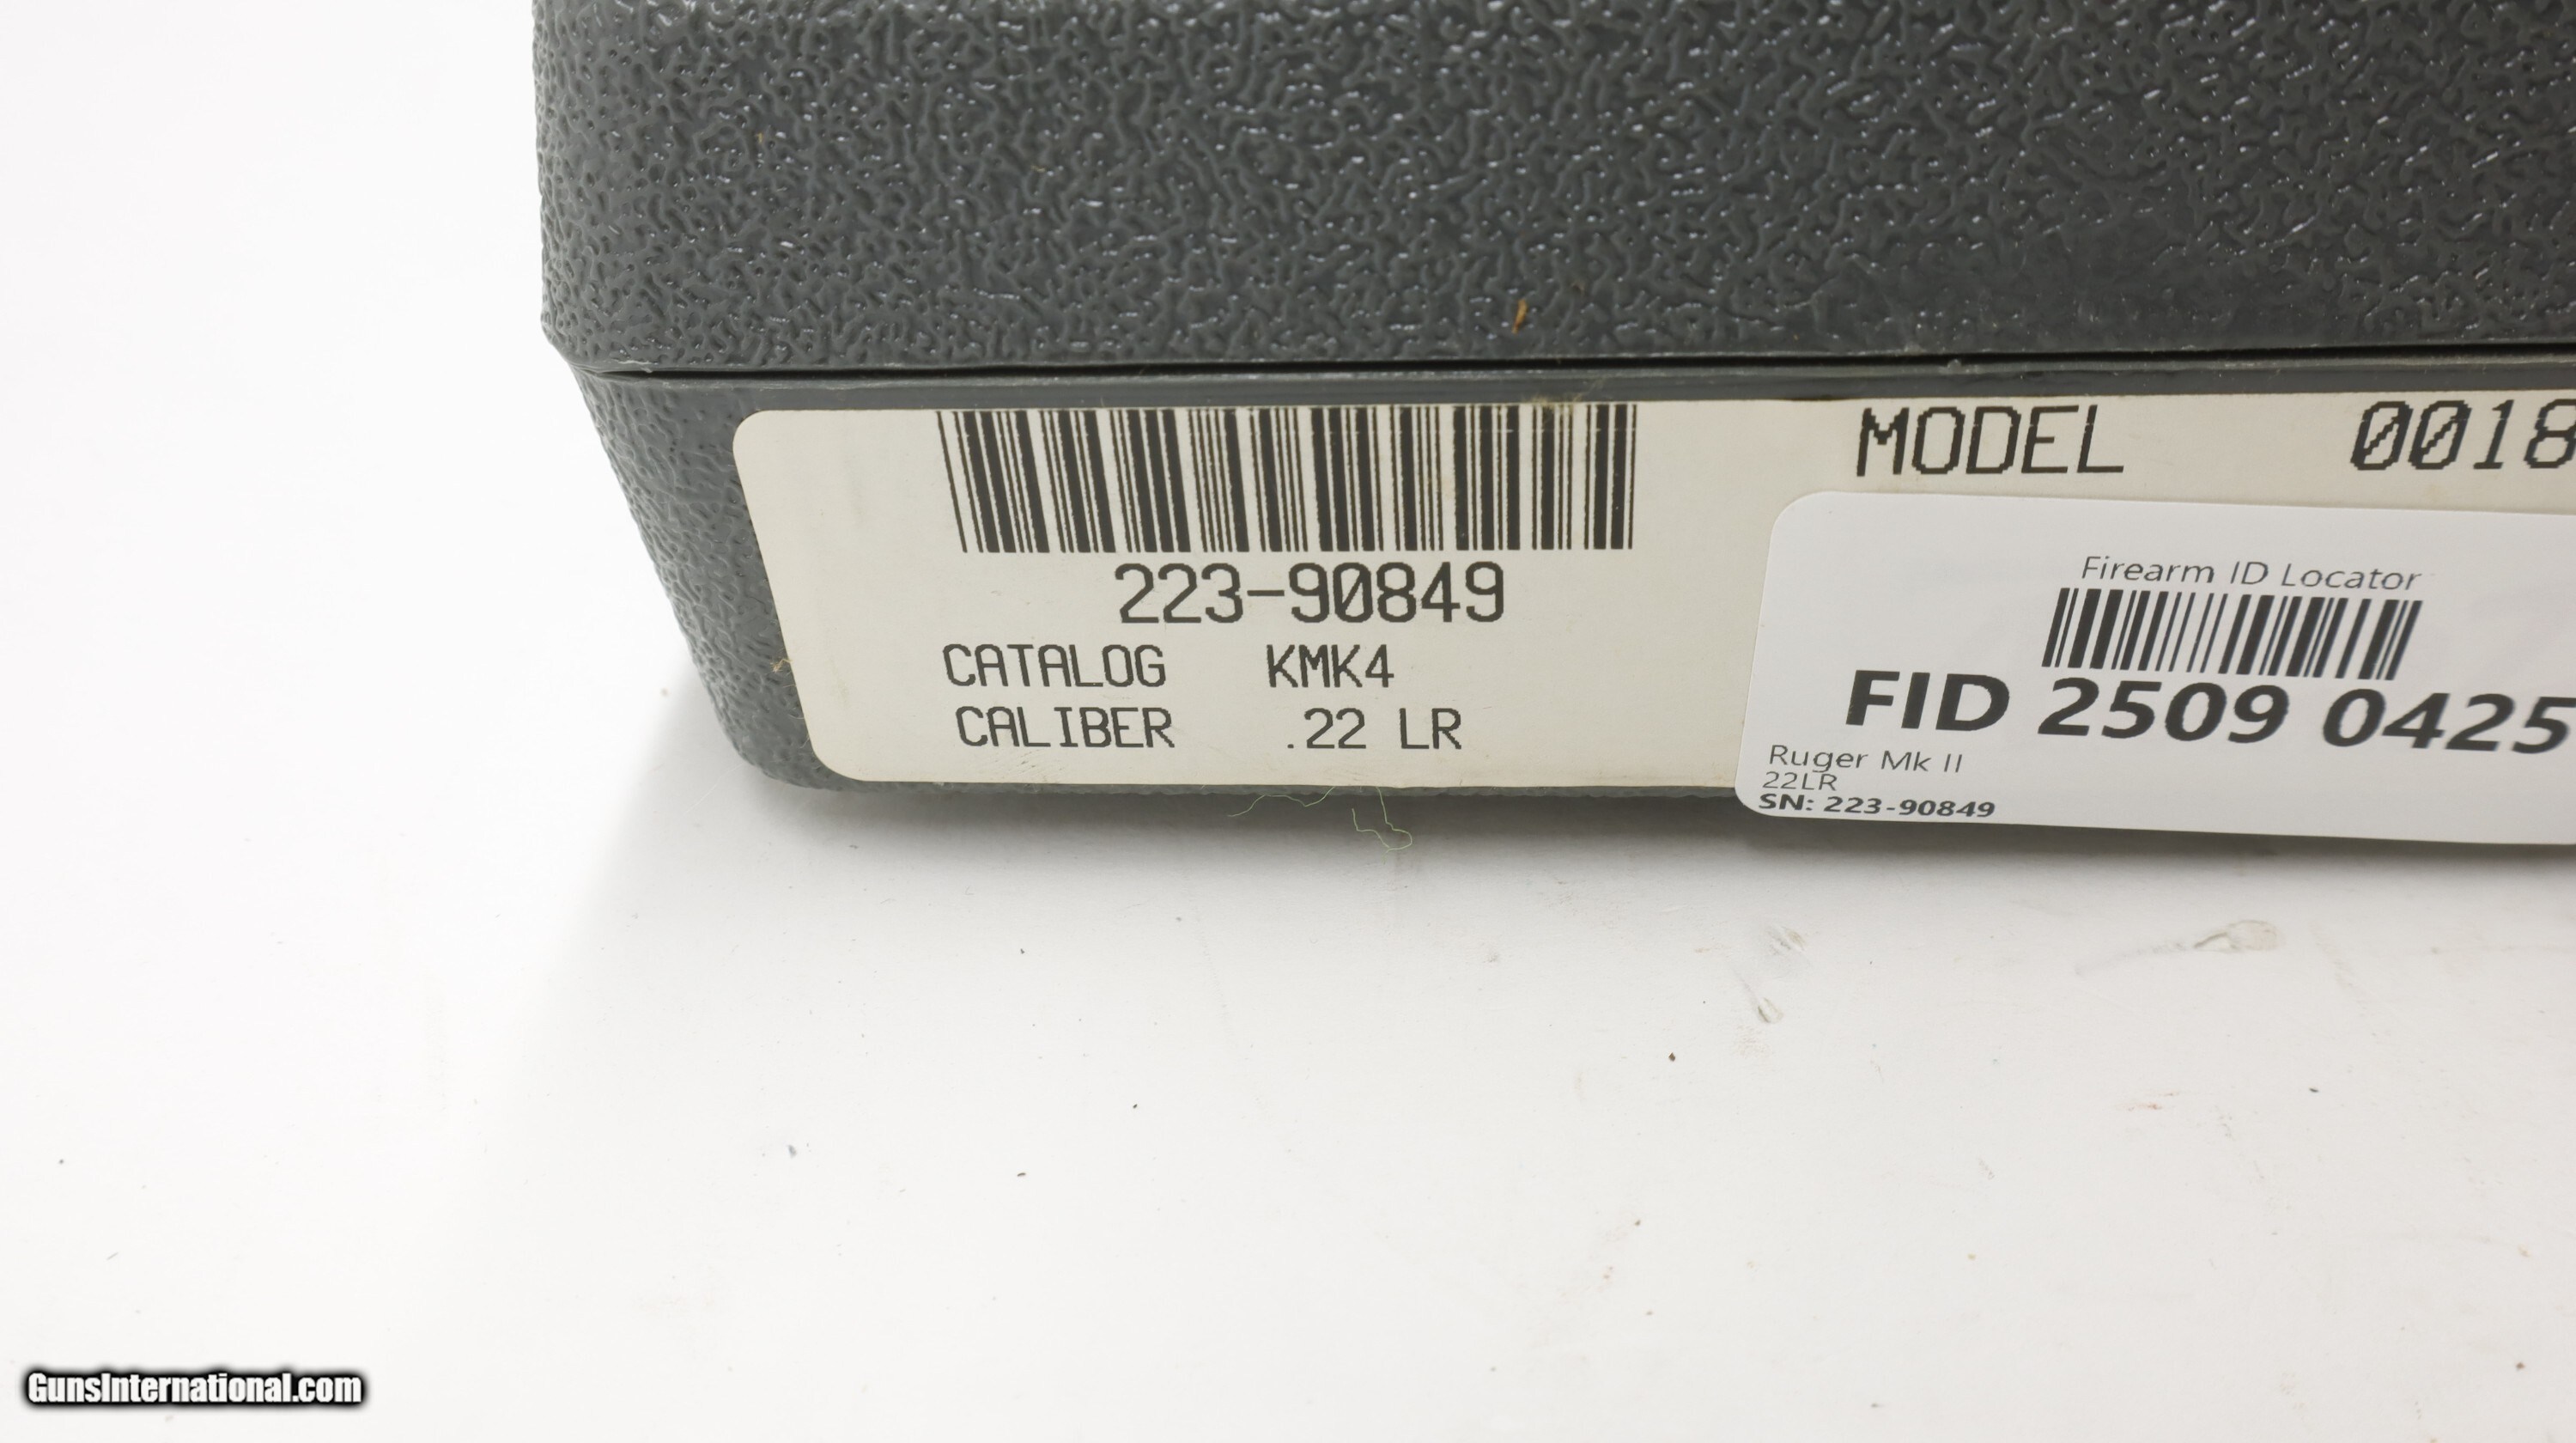 MODEL 0018
223-90849
CATALOG KMK4
CALIBER .22 LR
Firearm ID Locator
FID 2509 0425
Ruger Mk II
22LR
SN: 223-90849
GunsInternational.com